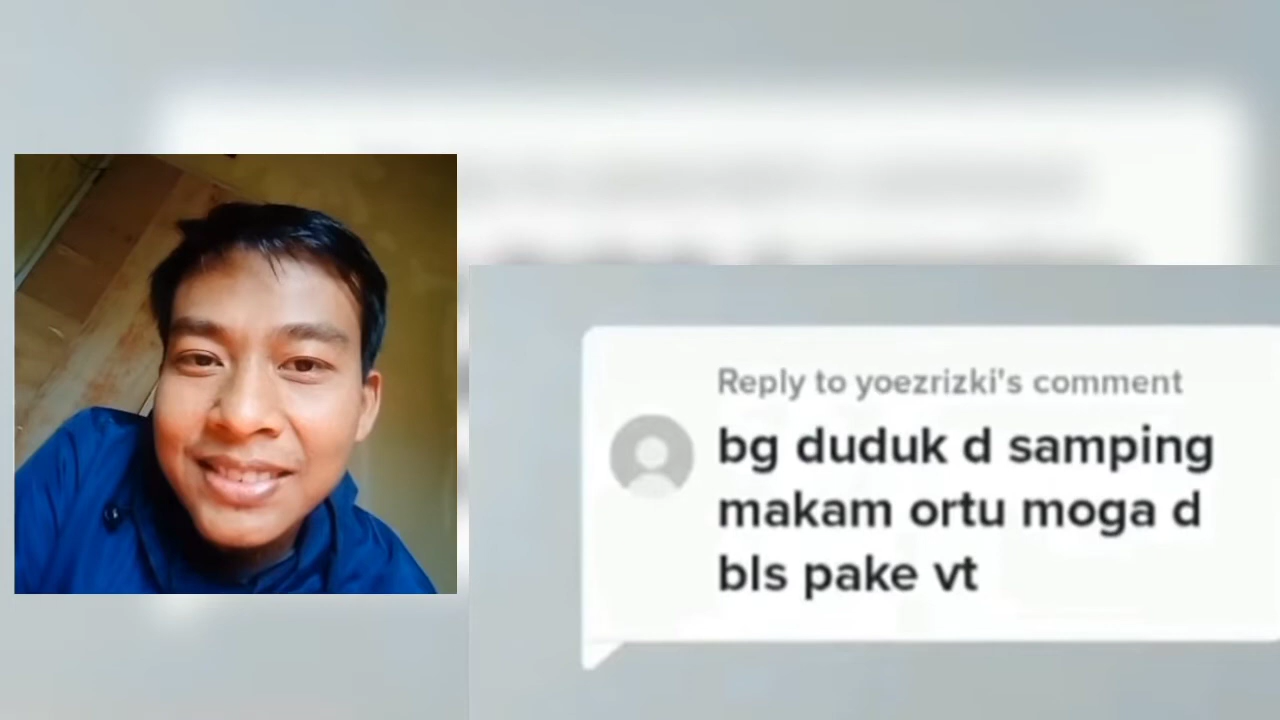 Reply to yoezrizki's comment
bg duduk d samping
makam ortu moga d
bls pake vt